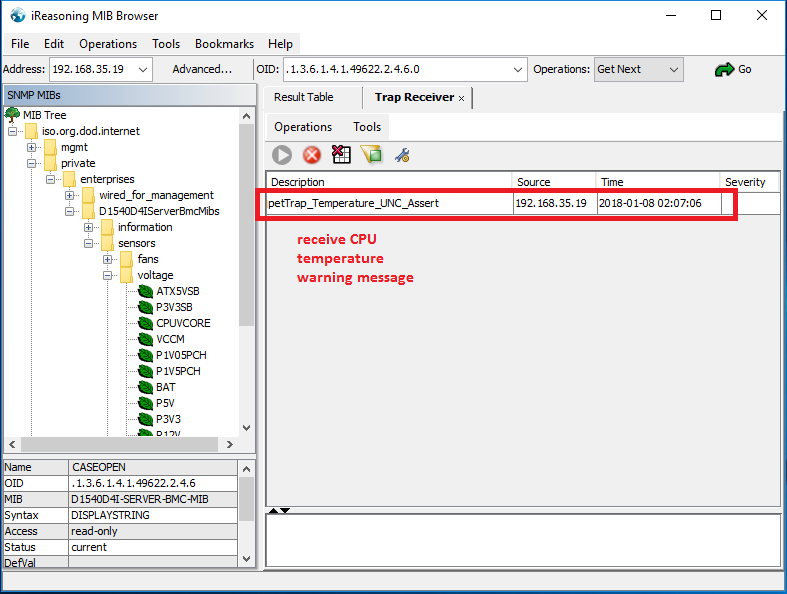 iReasoning MIB Browser
File Edit Operations Tools Bookmarks Help
Address: 192.168.35.19 Advanced... OID: .1.3.6.1.4.1.49622.2.4.6.0 Operations: Get Next Go
SNMP MIBs
MIB Tree
iso.org.dod.internet
mgmt
private
enterprises
wired_for_management
D1540D4IServerBmcMibs
information
sensors
fans
voltage
ATX5VSB
P3V3SB
CPUVCORE
VCCM
P1V05PCH
P1V5PCH
BAT
P5V
P3V3
P12V
Name CASEOPEN
OID .1.3.6.1.4.1.49622.2.4.6
MIB D1540D4I-SERVER-BMC-MIB
Syntax DISPLAYSTRING
Access read-only
Status current
DefVal
Result Table Trap Receiver ×
Operations Tools
Description Source Time Severity
petTrap_Temperature_UNC_Assert 192.168.35.19 2018-01-08 02:07:06
receive CPU
temperature
warning message